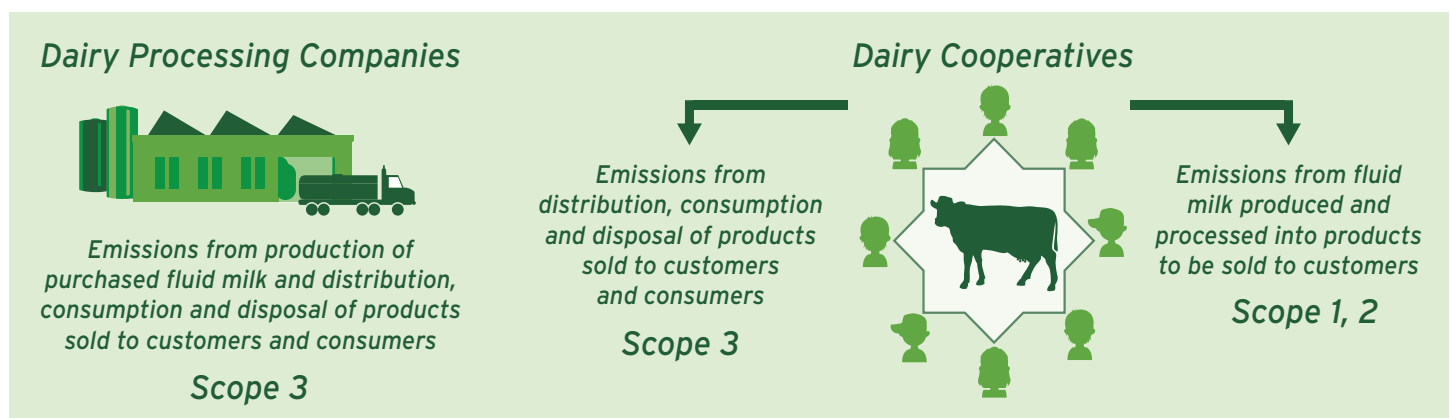 Dairy Processing Companies
Emissions from production of
purchased fluid milk and distribution,
consumption and disposal of products
sold to customers and consumers
Scope 3
Dairy Cooperatives
Emissions from
distribution, consumption
and disposal of products
sold to customers
and consumers
Scope 3
Emissions from fluid
milk produced and
processed into products
to be sold to customers
Scope 1, 2